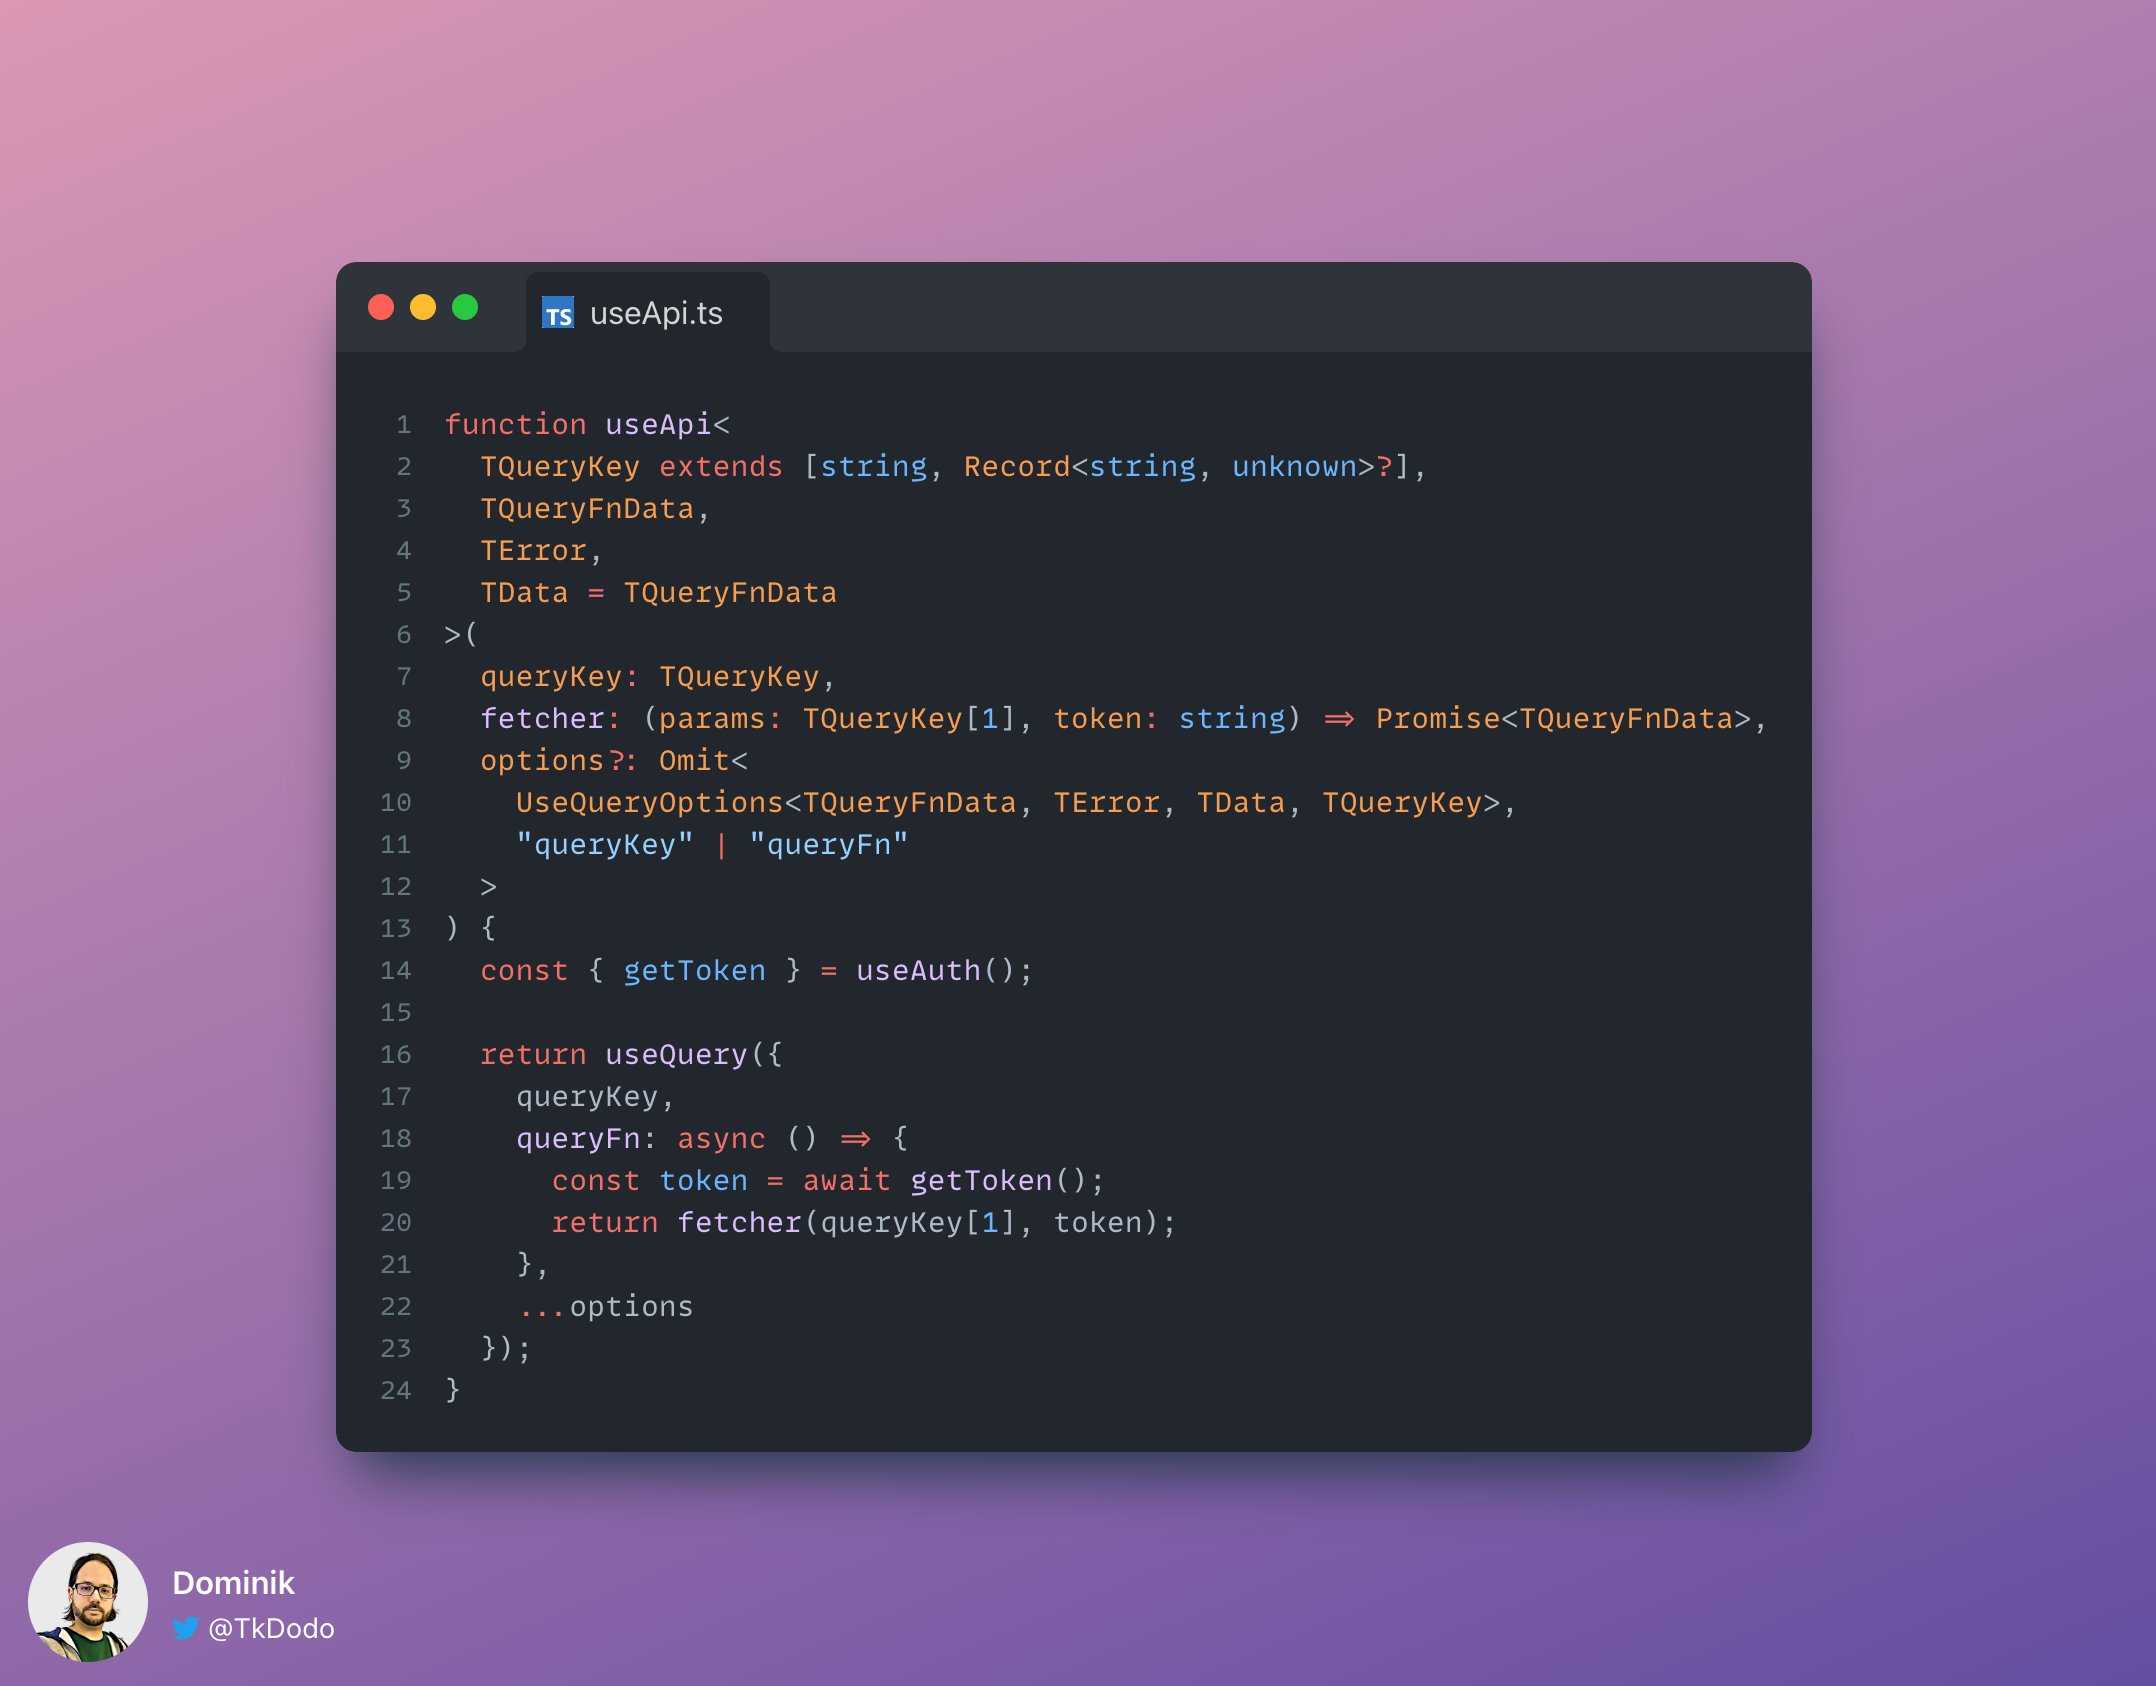 TS useApi.ts
1 function useApi<
2   TQueryKey extends [string, Record<string, unknown>?],
3   TQueryFnData,
4   TError,
5   TData = TQueryFnData
6 >(
7   queryKey: TQueryKey,
8   fetcher: (params: TQueryKey[1], token: string) => Promise<TQueryFnData>,
9   options?: Omit<
10     UseQueryOptions<TQueryFnData, TError, TData, TQueryKey>,
11     "queryKey" | "queryFn"
12   >
13 ) {
14   const { getToken } = useAuth();
15
16   return useQuery({
17     queryKey,
18     queryFn: async () => {
19       const token = await getToken();
20       return fetcher(queryKey[1], token);
21     },
22     ...options
23   });
24 }
Dominik
@TkDodo